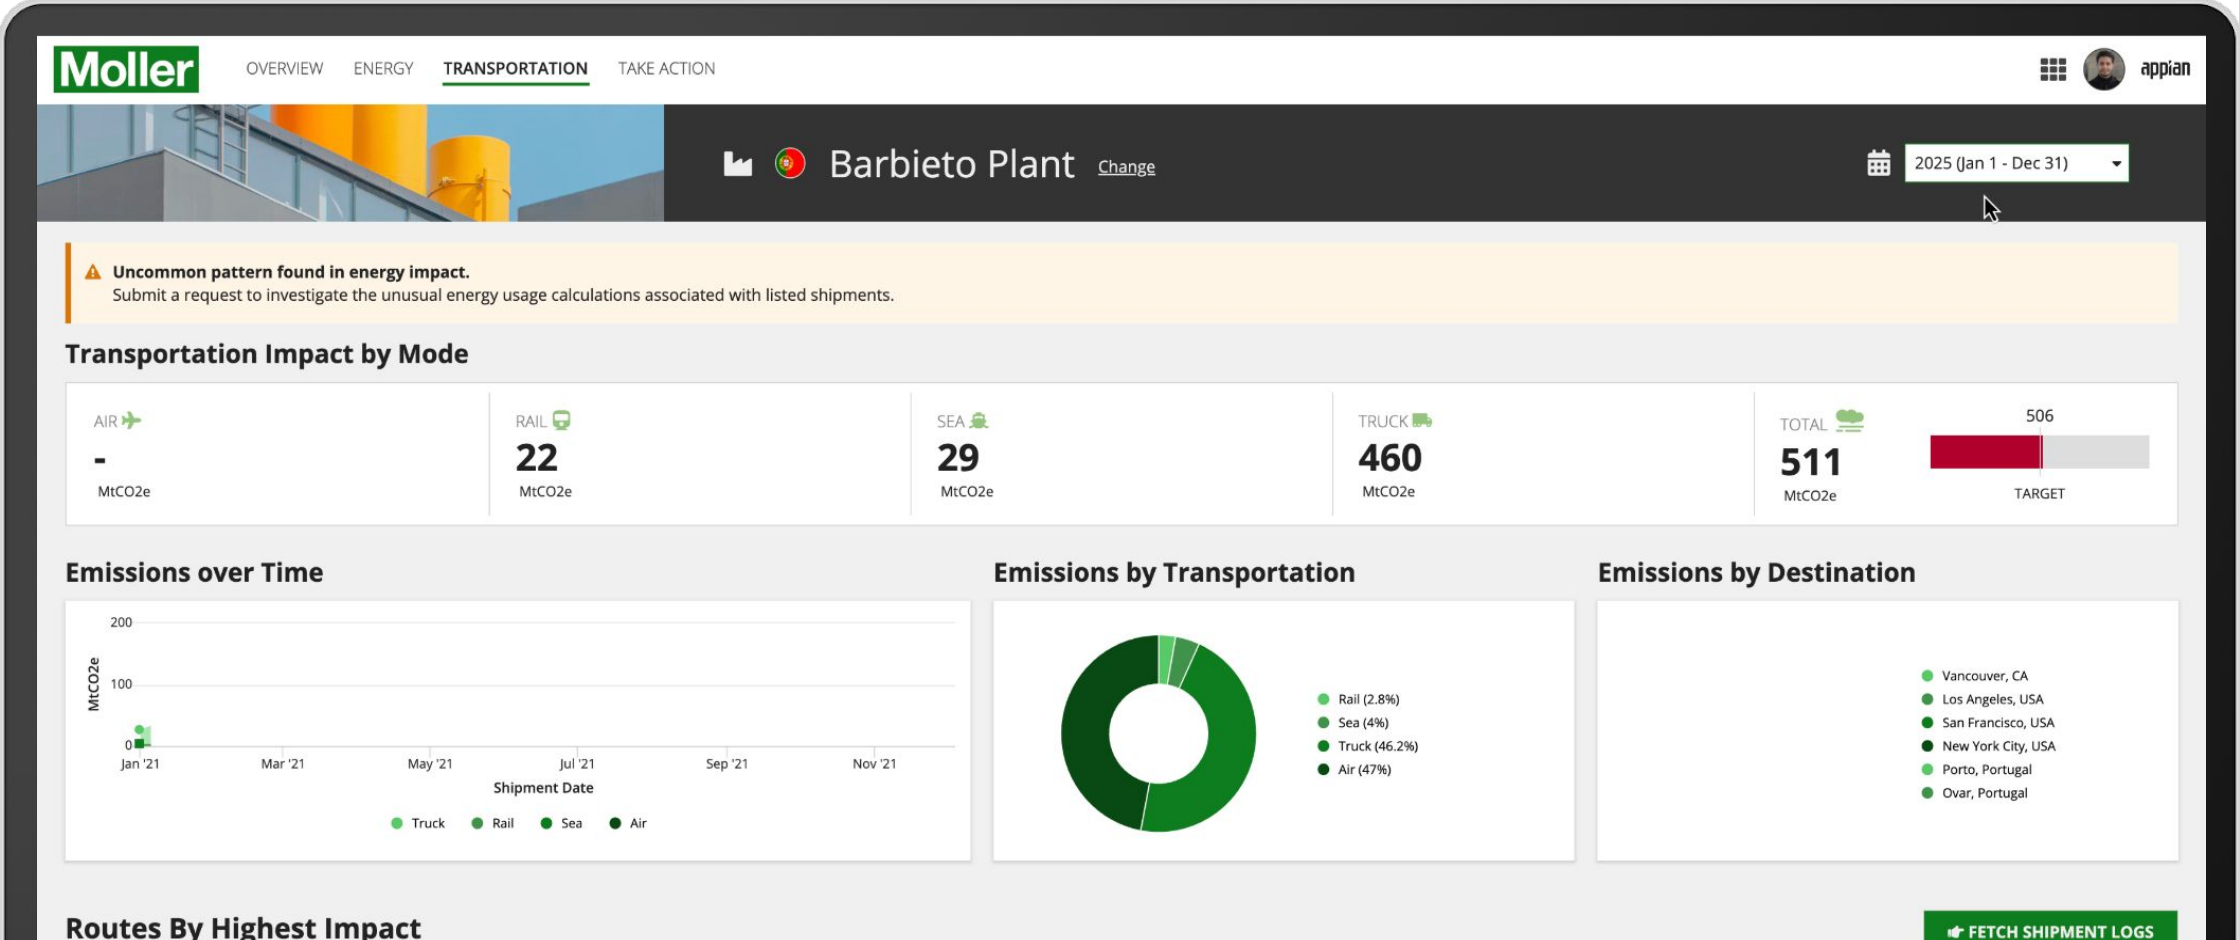 Moller
OVERVIEW ENERGY TRANSPORTATION TAKE ACTION
appian
Barbieto Plant Change
2025 (Jan 1 - Dec 31)
Uncommon pattern found in energy impact.
Submit a request to investigate the unusual energy usage calculations associated with listed shipments.
Transportation Impact by Mode
AIR
-
MtCO2e
RAIL
22
MtCO2e
SEA
29
MtCO2e
TRUCK
460
MtCO2e
TOTAL
511
MtCO2e
506
TARGET
Emissions over Time
200
100
0
MtCO2e
Jan '21 Mar '21 May '21 Jul '21 Sep '21 Nov '21
Shipment Date
Truck Rail Sea Air
Emissions by Transportation
Rail (2.8%)
Sea (4%)
Truck (46.2%)
Air (47%)
Emissions by Destination
Vancouver, CA
Los Angeles, USA
San Francisco, USA
New York City, USA
Porto, Portugal
Ovar, Portugal
Routes By Highest Impact
FETCH SHIPMENT LOGS